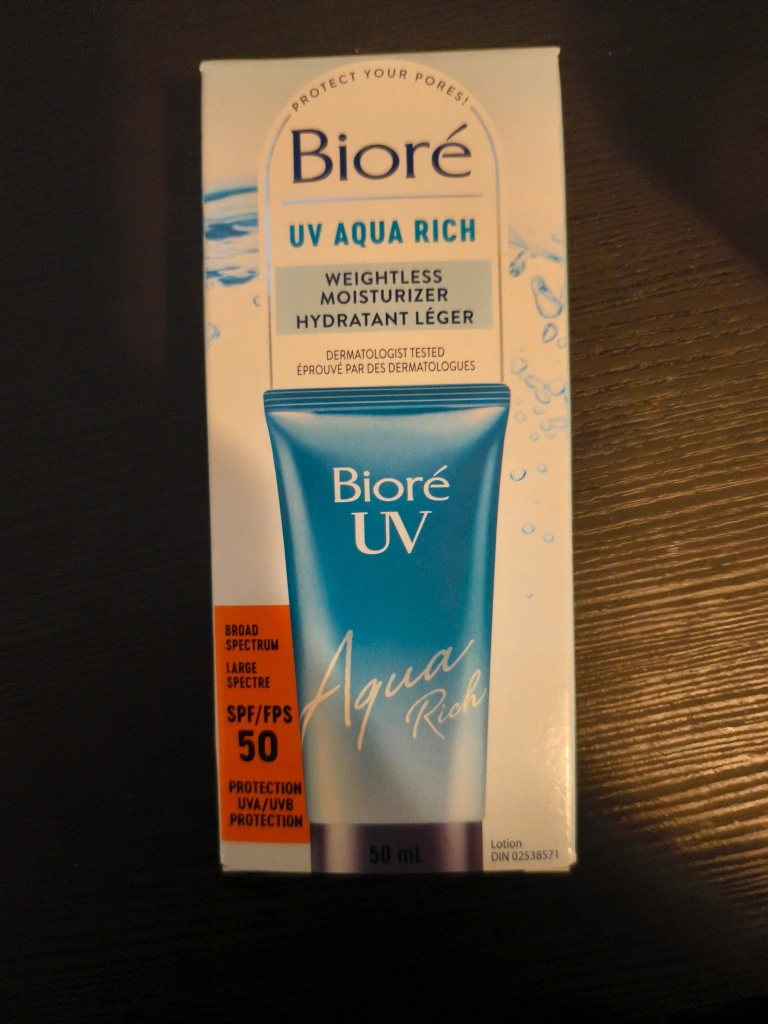 PROTECT YOUR PORES!
Bioré
UV AQUA RICH
WEIGHTLESS
MOISTURIZER
HYDRATANT LÉGER
DERMATOLOGIST TESTED
ÉPROUVÉ PAR DES DERMATOLOGUES
Bioré
UV
Aqua
Rich
BROAD
SPECTRUM
LARGE
SPECTRE
SPF/FPS
50
PROTECTION
UVA/UVB
PROTECTION
50 mL
Lotion
DIN 02538571